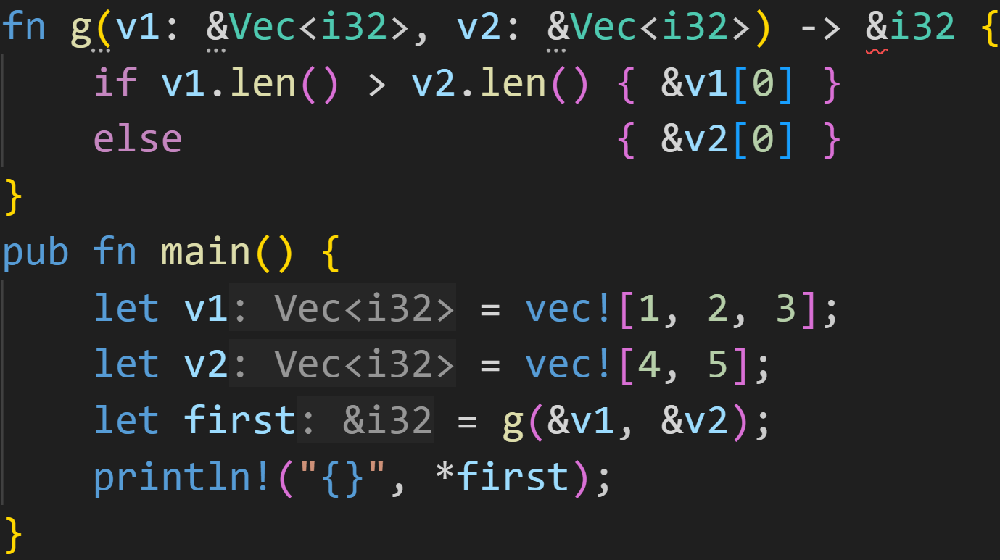 fn g(v1: &Vec<i32>, v2: &Vec<i32>) -> &i32 {
    if v1.len() > v2.len() { &v1[0] }
    else                   { &v2[0] }
}
pub fn main() {
    let v1: Vec<i32> = vec![1, 2, 3];
    let v2: Vec<i32> = vec![4, 5];
    let first: &i32 = g(&v1, &v2);
    println!("{}", *first);
}